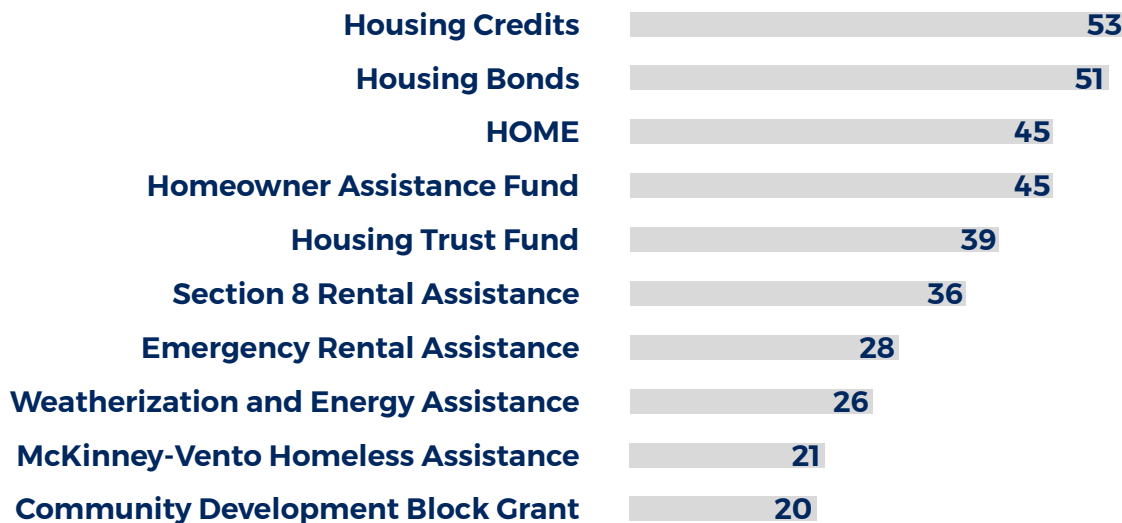 Housing Credits 53
Housing Bonds 51
HOME 45
Homeowner Assistance Fund 45
Housing Trust Fund 39
Section 8 Rental Assistance 36
Emergency Rental Assistance 28
Weatherization and Energy Assistance 26
McKinney-Vento Homeless Assistance 21
Community Development Block Grant 20